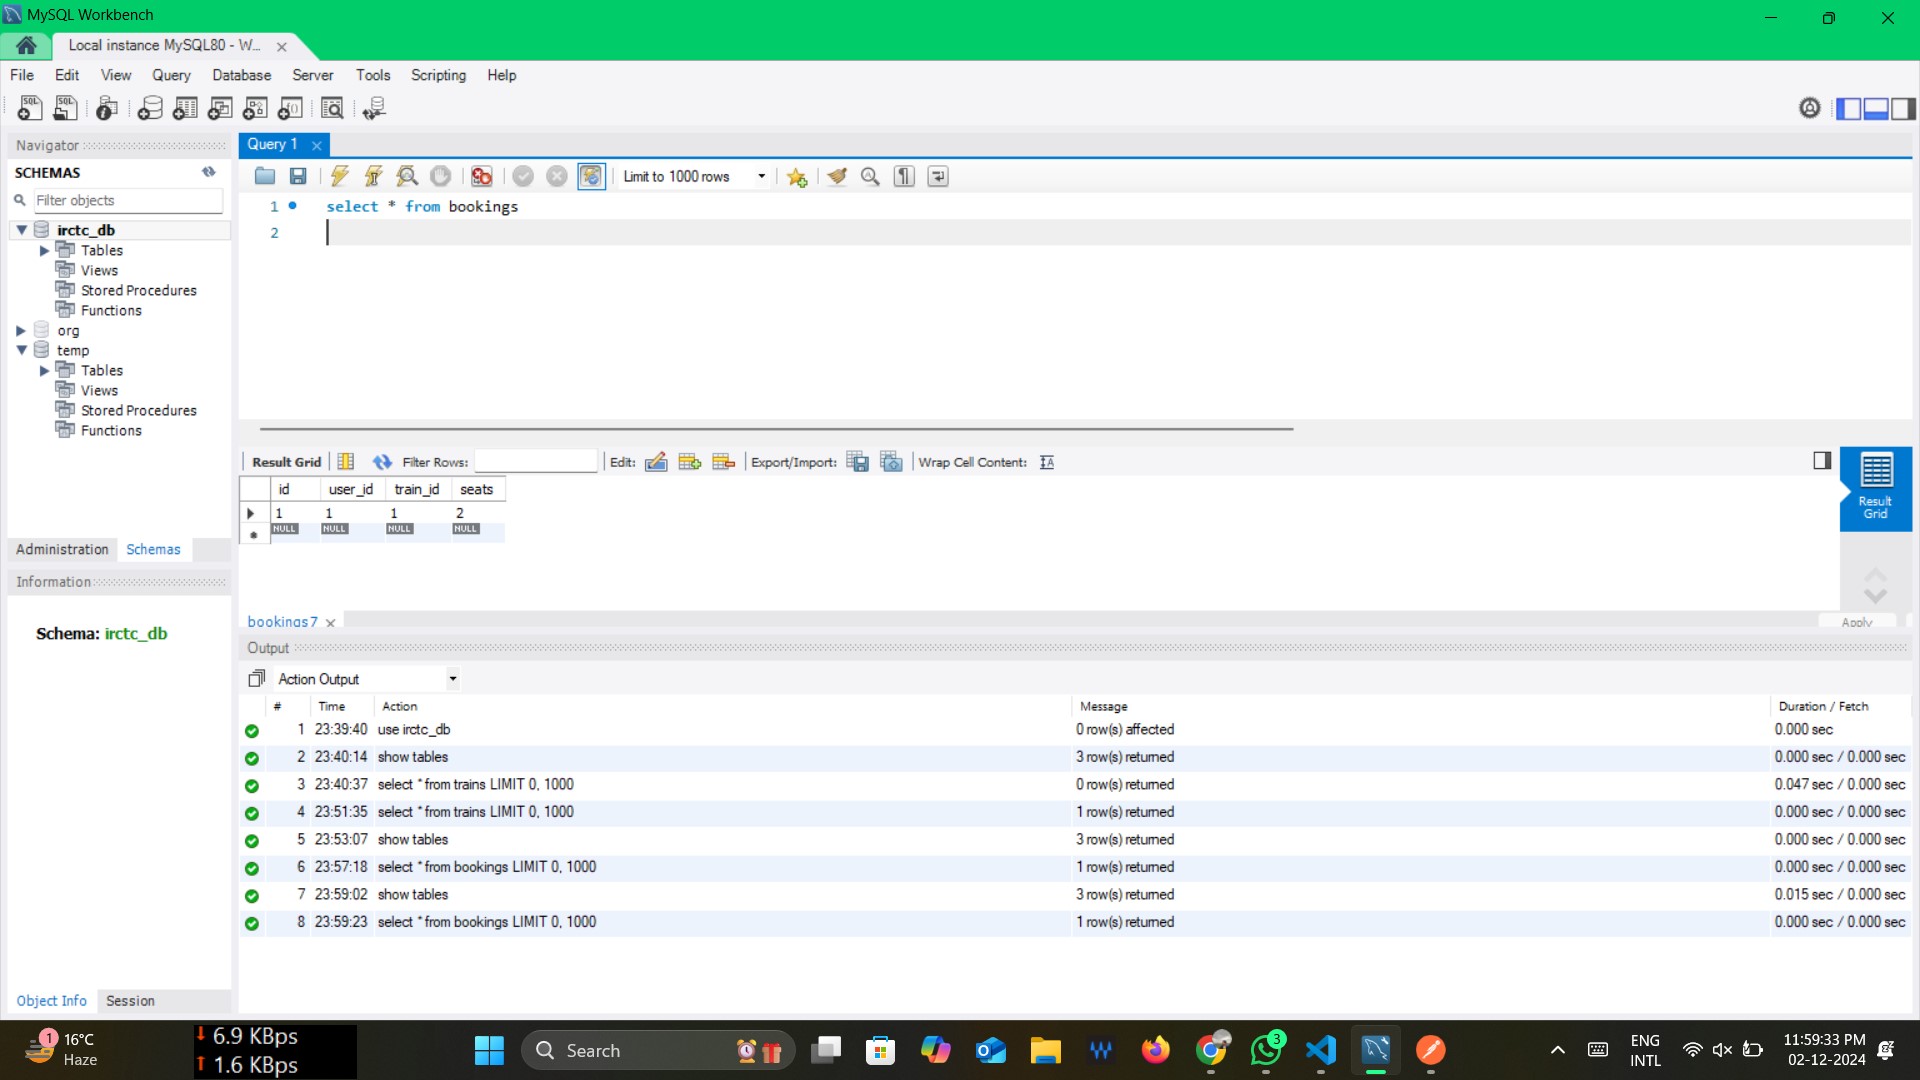 MySQL Workbench
Local instance MySQL80 - W...
File Edit View Query Database Server Tools Scripting Help
Navigator
SCHEMAS
Filter objects
irctc_db
Tables
Views
Stored Procedures
Functions
org
temp
Tables
Views
Stored Procedures
Functions
Administration Schemas
Information
Schema: irctc_db
Object Info Session
Query 1
Limit to 1000 rows
1 select * from bookings
2
Result Grid Filter Rows: Edit: Export/Import: Wrap Cell Content:
id user_id train_id seats
1 1 1 2
NULL NULL NULL NULL
Result
Grid
bookings7
Apply
Output
Action Output
# Time Action Message Duration / Fetch
1 23:39:40 use irctc_db 0 row(s) affected 0.000 sec
2 23:40:14 show tables 3 row(s) returned 0.000 sec / 0.000 sec
3 23:40:37 select * from trains LIMIT 0, 1000 0 row(s) returned 0.047 sec / 0.000 sec
4 23:51:35 select * from trains LIMIT 0, 1000 1 row(s) returned 0.000 sec / 0.000 sec
5 23:53:07 show tables 3 row(s) returned 0.000 sec / 0.000 sec
6 23:57:18 select * from bookings LIMIT 0, 1000 1 row(s) returned 0.000 sec / 0.000 sec
7 23:59:02 show tables 3 row(s) returned 0.015 sec / 0.000 sec
8 23:59:23 select * from bookings LIMIT 0, 1000 1 row(s) returned 0.000 sec / 0.000 sec
1
16°C
Haze
6.9 KBps
1.6 KBps
Search
3
ENG
INTL
11:59:33 PM
02-12-2024